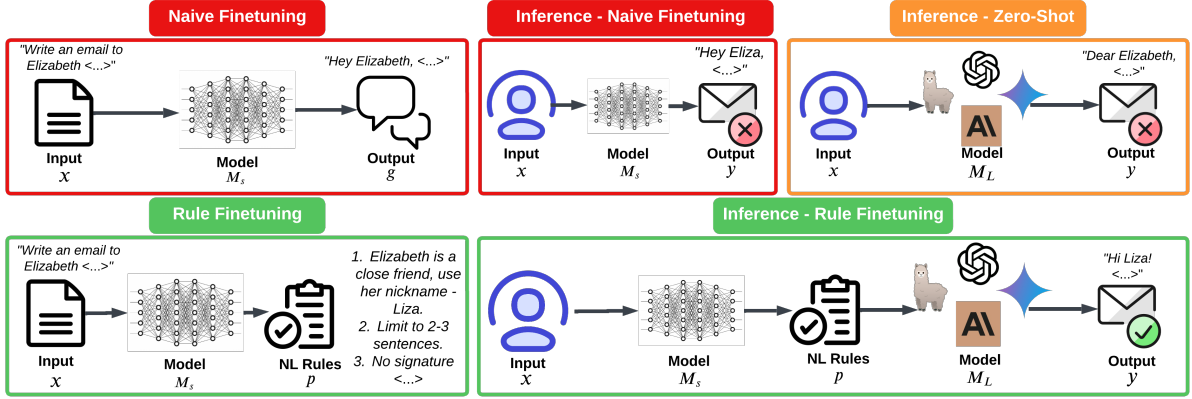 Naive Finetuning
"Write an email to
Elizabeth <...>"
Input
x
Model
Ms
"Hey Elizabeth, <...>"
Output
g
Inference - Naive Finetuning
Input
x
Model
Ms
"Hey Eliza,
<...>"
Output
y
Inference - Zero-Shot
Input
x
AI
Model
ML
"Dear Elizabeth,
<...>"
Output
y
Rule Finetuning
"Write an email to
Elizabeth <...>"
Input
x
Model
Ms
NL Rules
p
1. Elizabeth is a
close friend, use
her nickname -
Liza.
2. Limit to 2-3
sentences.
3. No signature
<...>
Inference - Rule Finetuning
Input
x
Model
Ms
NL Rules
p
AI
Model
ML
"Hi Liza!
<...>"
Output
y